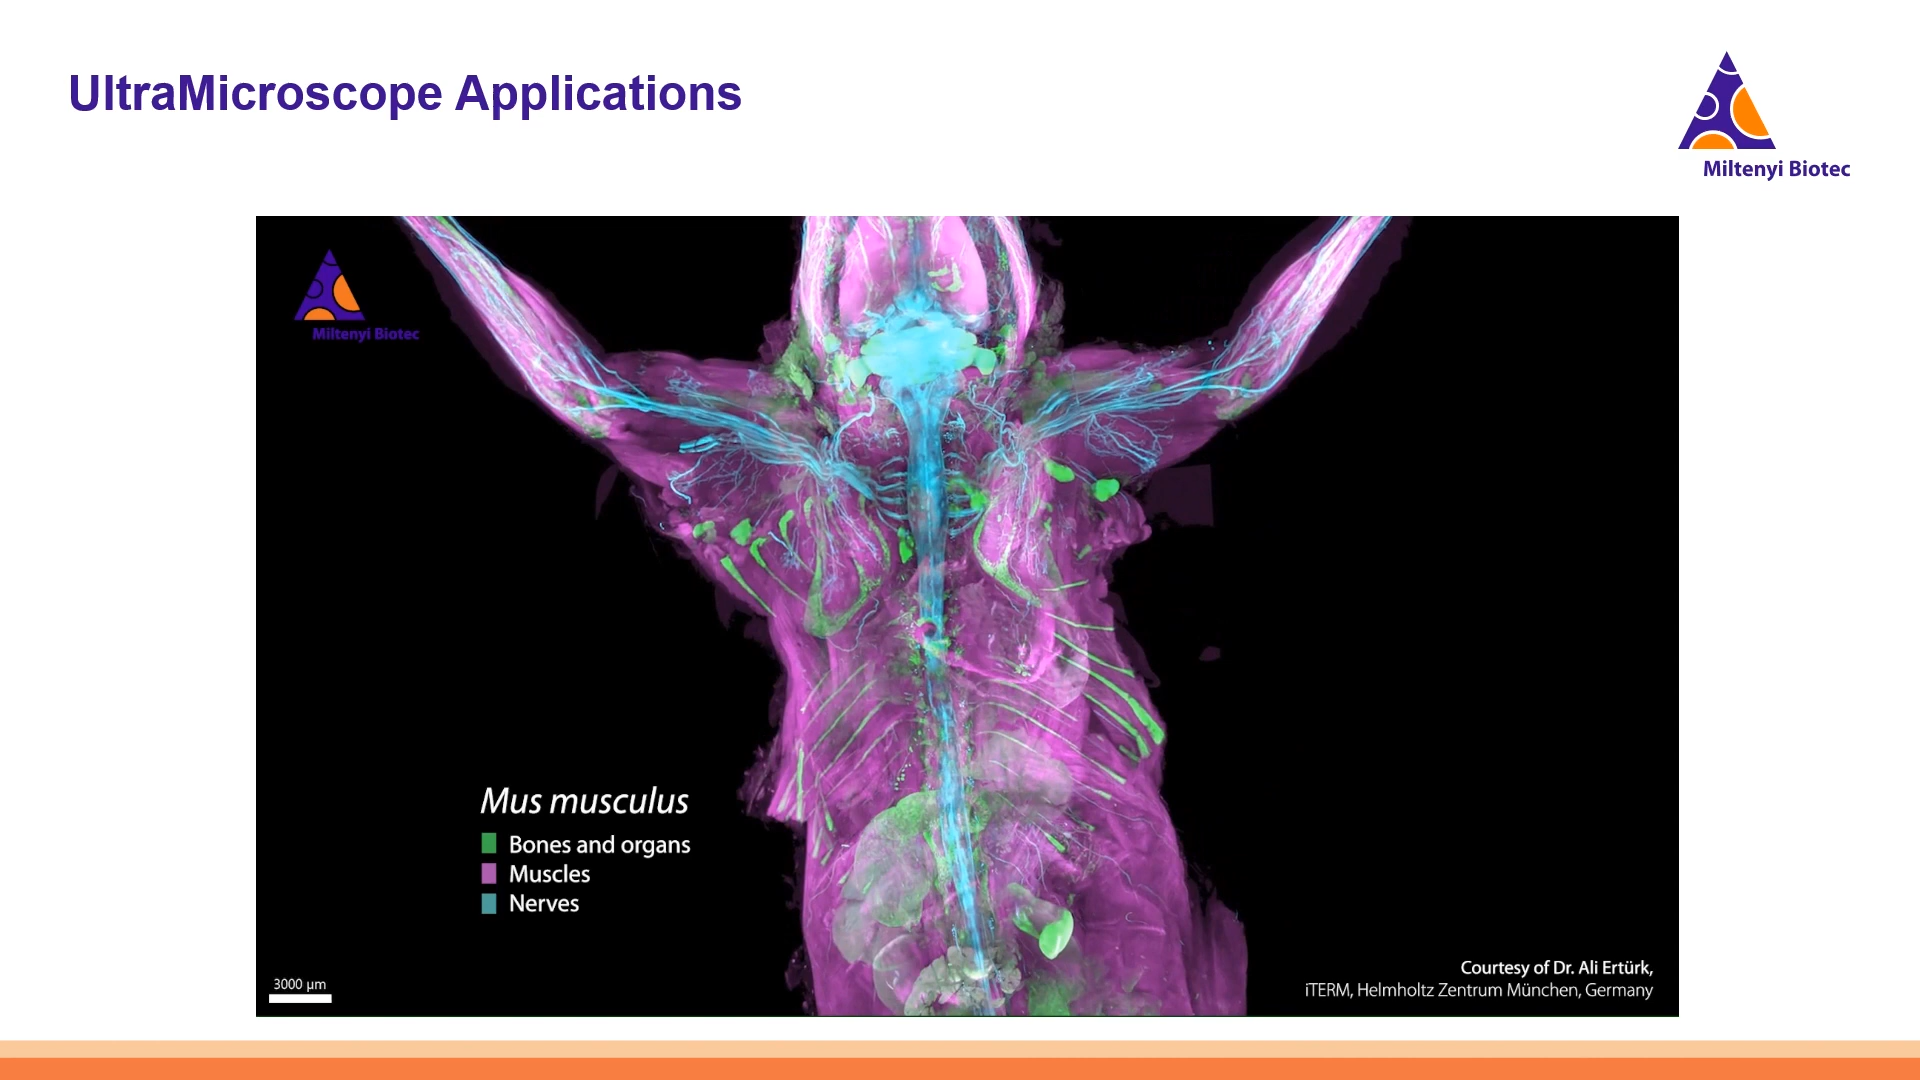 UltraMicroscope Applications
Miltenyi Biotec
Miltenyi Biotec
Mus musculus
Bones and organs
Muscles
Nerves
3000 µm
Courtesy of Dr. Ali Ertürk,
iTERM, Helmholtz Zentrum München, Germany